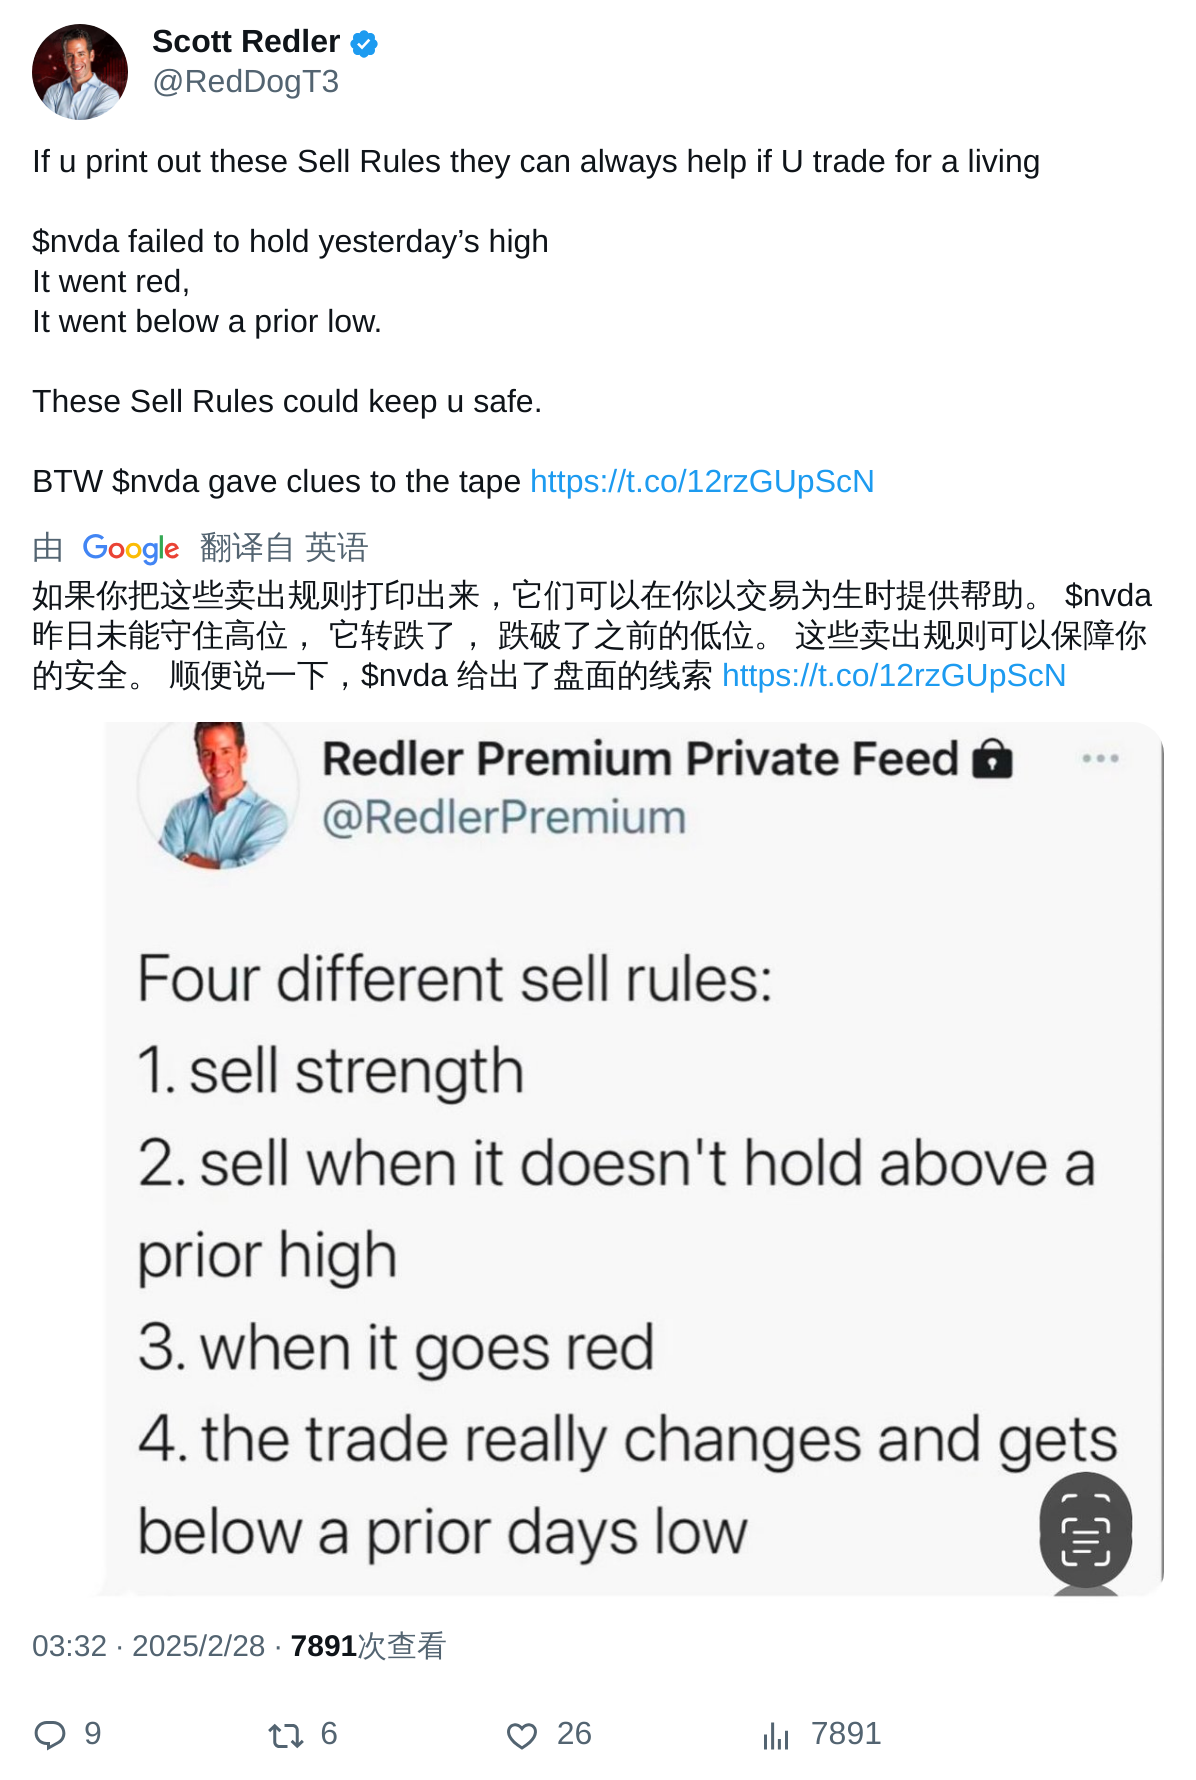 Scott Redler
@RedDogT3
If u print out these Sell Rules they can always help if U trade for a living
$nvda failed to hold yesterday’s high
It went red,
It went below a prior low.
These Sell Rules could keep u safe.
BTW $nvda gave clues to the tape https://t.co/12rzGUpScN
由 Google 翻译自 英语
如果你把这些卖出规则打印出来，它们可以在你以交易为生时提供帮助。 $nvda
昨日未能守住高位， 它转跌了， 跌破了之前的低位。 这些卖出规则可以保障你
的安全。 顺便说一下，$nvda 给出了盘面的线索 https://t.co/12rzGUpScN
Redler Premium Private Feed
@RedlerPremium
Four different sell rules:
1. sell strength
2. sell when it doesn't hold above a
prior high
3. when it goes red
4. the trade really changes and gets
below a prior days low
03:32 · 2025/2/28 · 7891次查看
9 6 26 7891